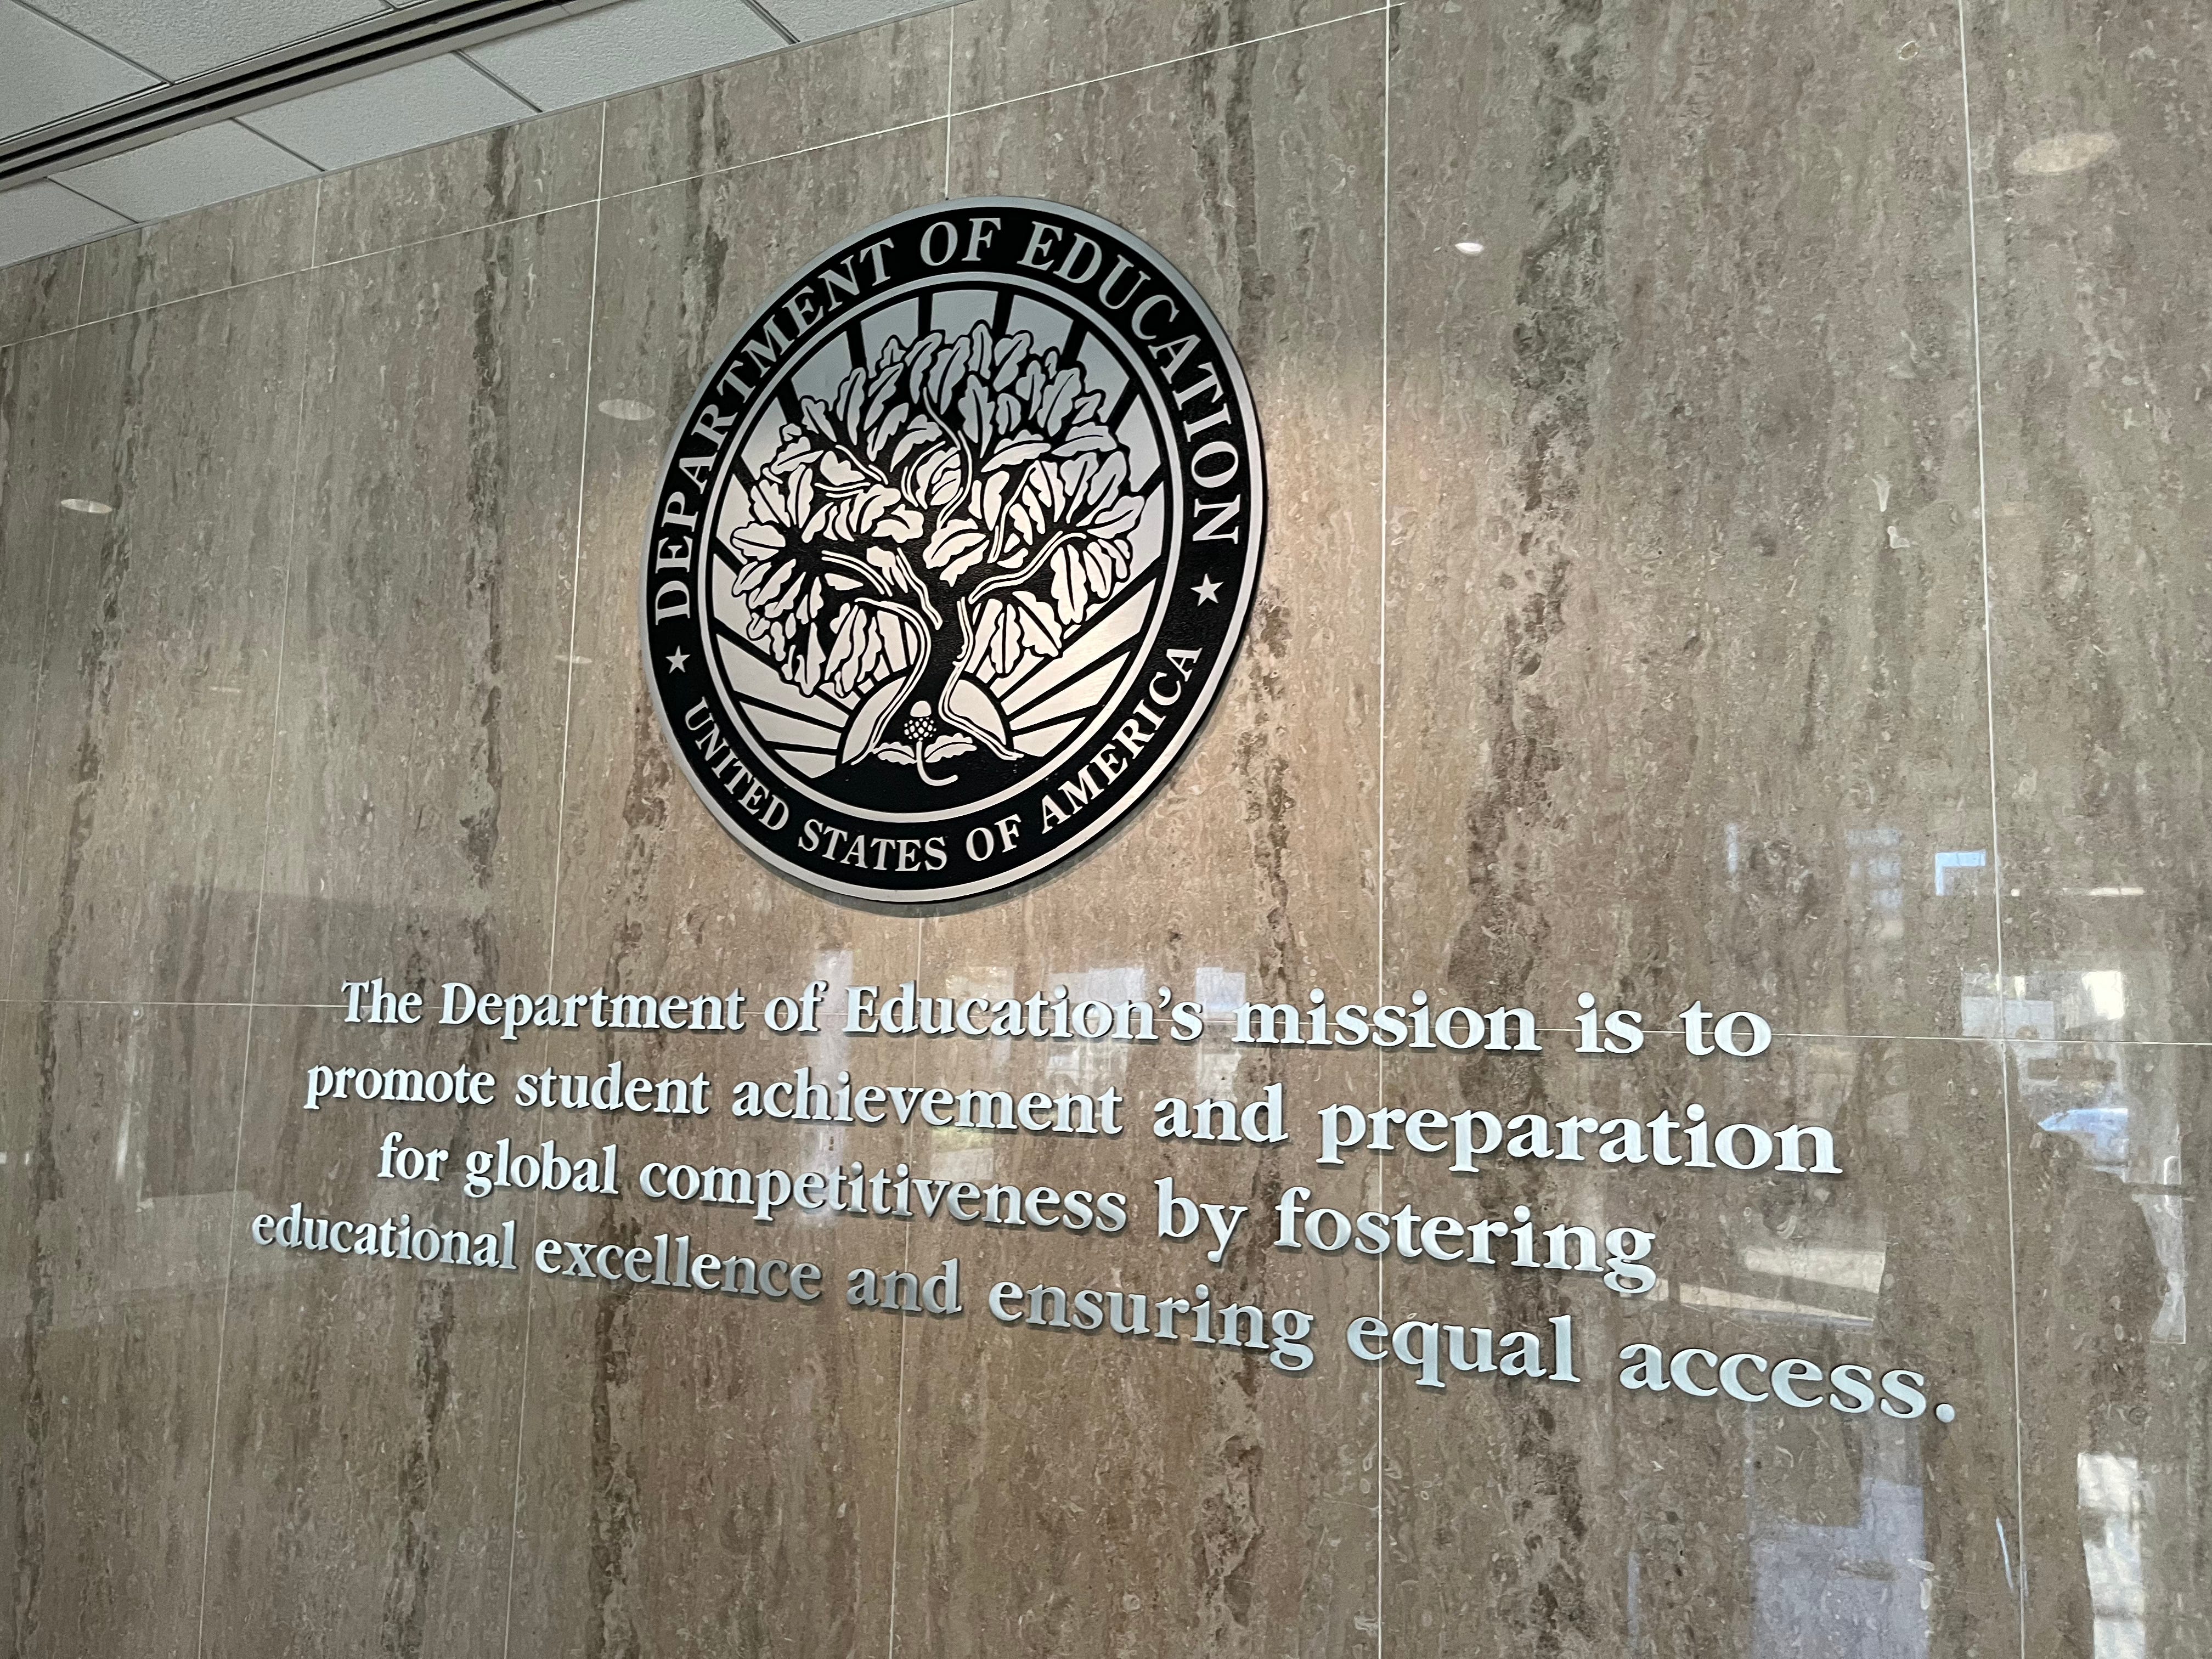 DEPARTMENT OF EDUCATION
UNITED STATES OF AMERICA
The Department of Education's mission is to
promote student achievement and preparation
for global competitiveness by fostering
educational excellence and ensuring equal access.